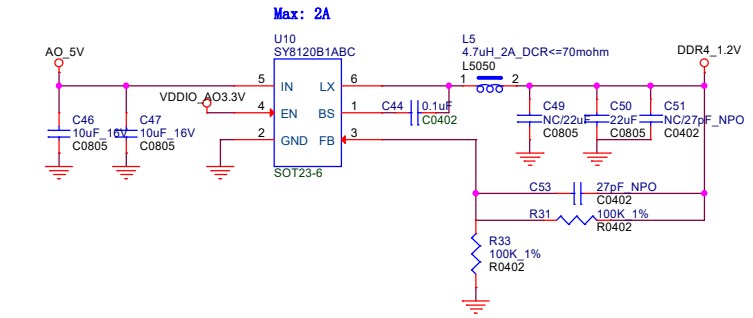 Max: 2A
U10
SY8120B1ABC
L5
4.7uH_2A_DCR<=70mohm
L5050
AO_5V
DDR4_1.2V
5 IN LX 6
1 2
VDDIO_AO3.3V
4 EN BS 1
C44 0.1uF
C0402
2 GND FB 3
SOT23-6
C46
10uF_16V
C0805
C47
10uF_16V
C0805
C49
NC/22uF
C0805
C50
22uF
C0805
C51
NC/27pF_NPO
C0402
C53 27pF_NPO
C0402
R31 100K_1%
R0402
R33
100K_1%
R0402